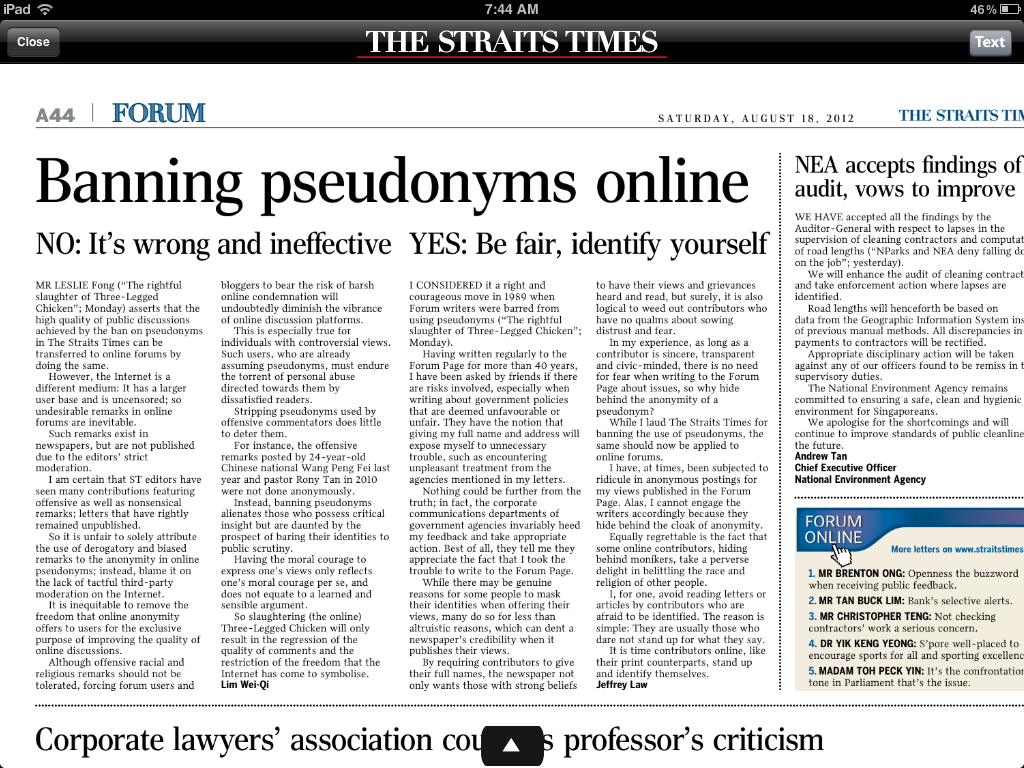 iPad
7:44 AM
46%
Close
THE STRAITS TIMES
Text
A44
FORUM
SATURDAY, AUGUST 18, 2012
THE STRAITS TIM
Banning pseudonyms online
NO: It's wrong and ineffective
MR LESLIE Fong ("The rightful
slaughter of Three-Legged
Chicken"; Monday) asserts that the
high quality of public discussions
achieved by the ban on pseudonyms
in The Straits Times can be
transferred to online forums by
doing the same.
However, the Internet is a
different medium: It has a larger
user base and is uncensored; so
undesirable remarks in online
forums are inevitable.
Such remarks exist in
newspapers, but are not published
due to the editors' strict
moderation.
I am certain that ST editors have
seen many contributions featuring
offensive as well as nonsensical
remarks; letters that have rightly
remained unpublished.
So it is unfair to solely attribute
the use of derogatory and biased
remarks to the anonymity in online
pseudonyms; instead, blame it on
the lack of tactful third-party
moderation on the Internet.
It is inequitable to remove the
freedom that online anonymity
offers to users for the exclusive
purpose of improving the quality of
online discussions.
Although offensive racial and
religious remarks should not be
tolerated, forcing forum users and
bloggers to bear the risk of harsh
online condemnation will
undoubtedly diminish the vibrance
of online discussion platforms.
This is especially true for
individuals with controversial views.
Such users, who are already
assuming pseudonyms, must endure
the torrent of personal abuse
directed towards them by
dissatisfied readers.
Stripping pseudonyms used by
offensive commentators does little
to deter them.
For instance, the offensive
remarks posted by 24-year-old
Chinese national Wang Peng Fei last
year and pastor Rony Tan in 2010
were not done anonymously.
Instead, banning pseudonyms
alienates those who possess critical
insight but are daunted by the
prospect of baring their identities to
public scrutiny.
Having the moral courage to
express one's views only reflects
one's moral courage per se, and
does not equate to a learned and
sensible argument.
So slaughtering (the online)
Three-Legged Chicken will only
result in the regression of the
quality of comments and the
restriction of the freedom that the
Internet has come to symbolise.
Lim Wei-Qi
YES: Be fair, identify yourself
I CONSIDERED it a right and
courageous move in 1989 when
Forum writers were barred from
using pseudonyms ("The rightful
slaughter of Three-Legged Chicken";
Monday).
Having written regularly to the
Forum Page for more than 40 years,
I have been asked by friends if there
are risks involved, especially when
writing about government policies
that are deemed unfavourable or
unfair. They have the notion that
giving my full name and address will
expose myself to unnecessary
trouble, such as encountering
unpleasant treatment from the
agencies mentioned in my letters.
Nothing could be further from the
truth; in fact, the corporate
communications departments of
government agencies invariably heed
my feedback and take appropriate
action. Best of all, they tell me they
appreciate the fact that I took the
trouble to write to the Forum Page.
While there may be genuine
reasons for some people to mask
their identities when offering their
views, many do so for less than
altruistic reasons, which can dent a
newspaper's credibility when it
publishes their views.
By requiring contributors to give
their full names, the newspaper not
only wants those with strong beliefs
to have their views and grievances
heard and read, but surely, it is also
logical to weed out contributors who
have no qualms about sowing
distrust and fear.
In my experience, as long as a
contributor is sincere, transparent
and civic-minded, there is no need
for fear when writing to the Forum
Page about issues, so why hide
behind the anonymity of a
pseudonym?
While I laud The Straits Times for
banning the use of pseudonyms, the
same should now be applied to
online forums.
I have, at times, been subjected to
ridicule in anonymous postings for
my views published in the Forum
Page. Alas, I cannot engage the
writers accordingly because they
hide behind the cloak of anonymity.
Equally regrettable is the fact that
some online contributors, hiding
behind monikers, take a perverse
delight in belittling the race and
religion of other people.
I, for one, avoid reading letters or
articles by contributors who are
afraid to be identified. The reason is
simple: They are usually those who
dare not stand up for what they say.
It is time contributors online, like
their print counterparts, stand up
and identify themselves.
Jeffrey Law
NEA accepts findings of
audit, vows to improve
WE HAVE accepted all the findings by the
Auditor-General with respect to lapses in the
supervision of cleaning contractors and computat
of road lengths ("NParks and NEA deny falling do
on the job"; yesterday).
We will enhance the audit of cleaning contract
and take enforcement action where lapses are
identified.
Road lengths will henceforth be based on
data from the Geographic Information System ins
of previous manual methods. All discrepancies in
payments to contractors will be rectified.
Appropriate disciplinary action will be taken
against any of our officers found to be remiss in t
supervisory duties.
The National Environment Agency remains
committed to ensuring a safe, clean and hygienic
environment for Singaporeans.
We apologise for the shortcomings and will
continue to improve standards of public cleanline
the future.
Andrew Tan
Chief Executive Officer
National Environment Agency
FORUM
ONLINE
More letters on www.straitstimes
1. MR BRENTON ONG: Openness the buzzword
when receiving public feedback.
2. MR TAN BUCK LIM: Bank's selective alerts.
3. MR CHRISTOPHER TENG: Not checking
contractors' work a serious concern.
4. DR YIK KENG YEONG: S'pore well-placed to
encourage sports for all and sporting excellenc
5. MADAM TOH PECK YIN: It's the confrontation
tone in Parliament that's the issue.
Corporate lawyers' association cou s professor's criticism